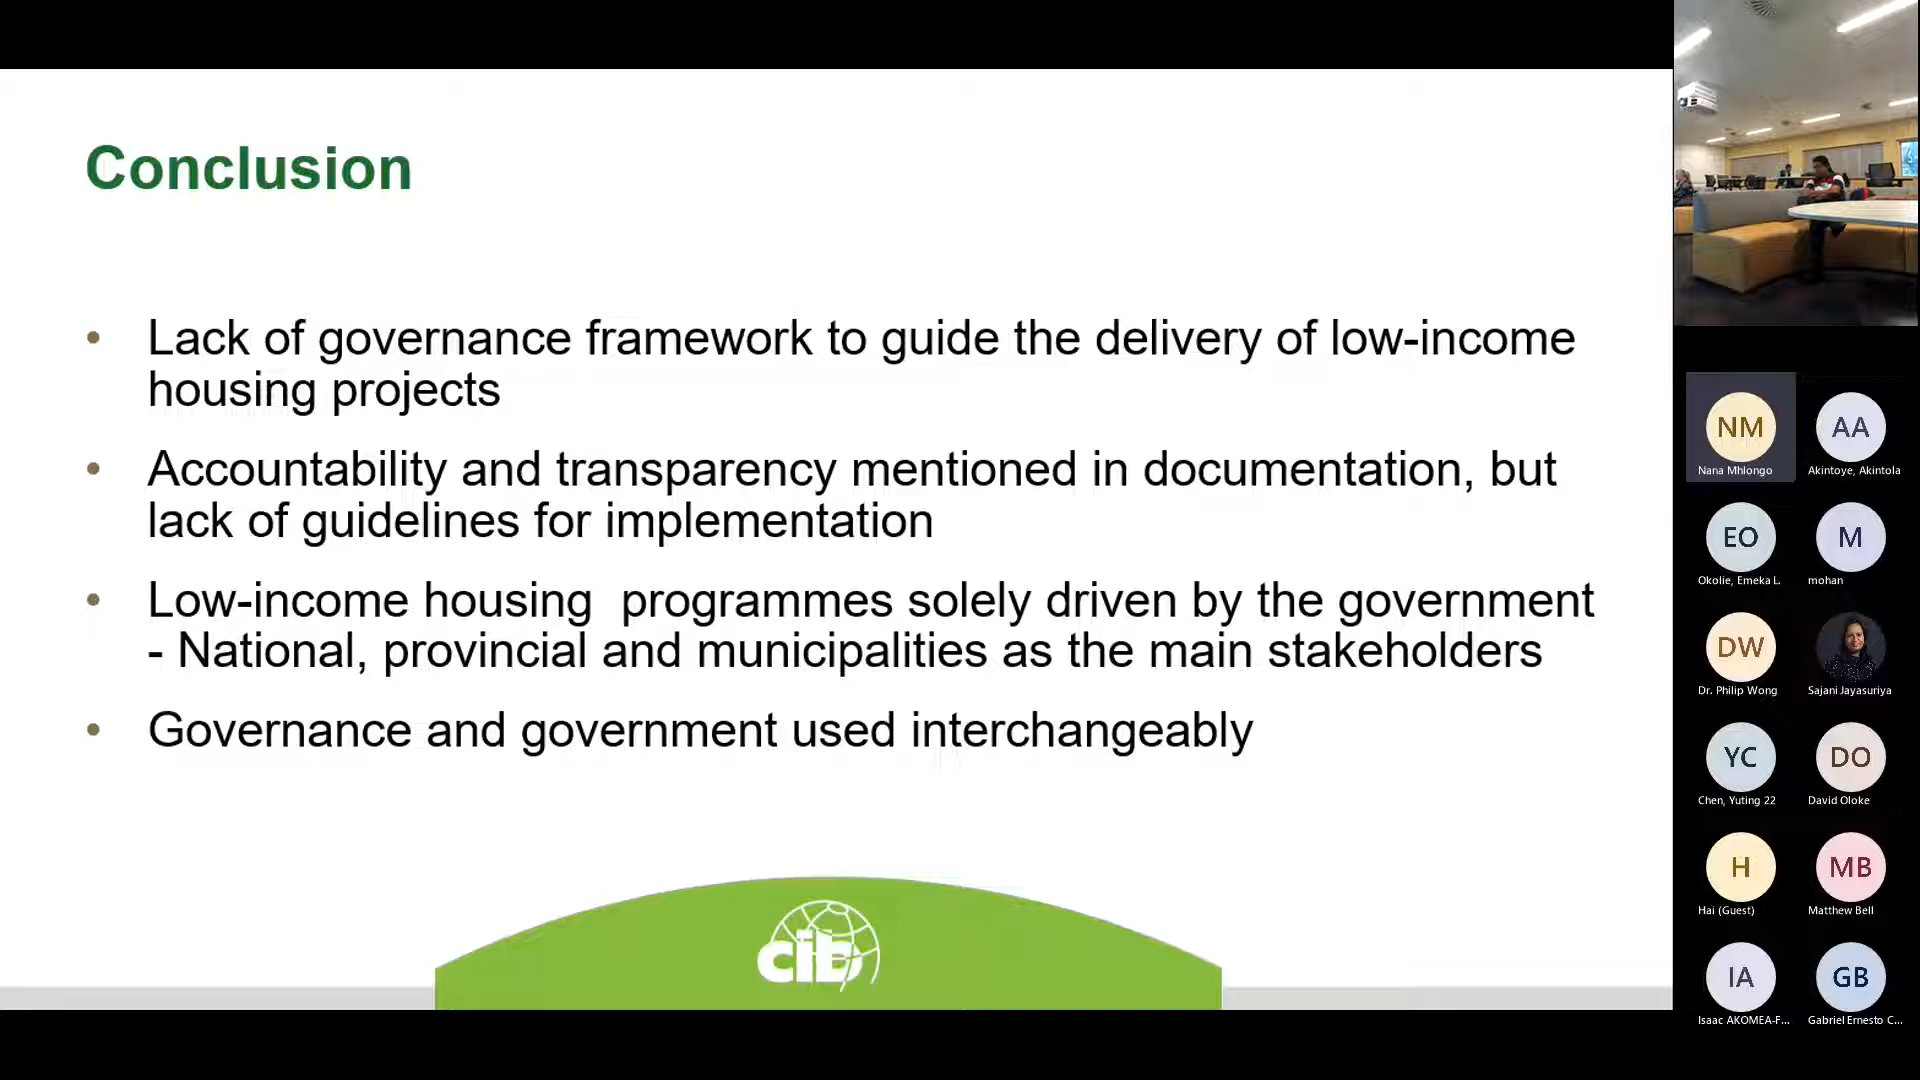 Conclusion
• Lack of governance framework to guide the delivery of low-income
housing projects
• Accountability and transparency mentioned in documentation, but
lack of guidelines for implementation
• Low-income housing  programmes solely driven by the government
- National, provincial and municipalities as the main stakeholders
• Governance and government used interchangeably
cib
NM
Nana Mhlongo
AA
Akintoye, Akintola
EO
Okolie, Emeka L.
M
mohan
DW
Dr. Philip Wong
Sajani Jayasuriya
YC
Chen, Yuting 22
DO
David Oloke
H
Hai (Guest)
MB
Matthew Bell
IA
Isaac AKOMEA-F...
GB
Gabriel Ernesto C...